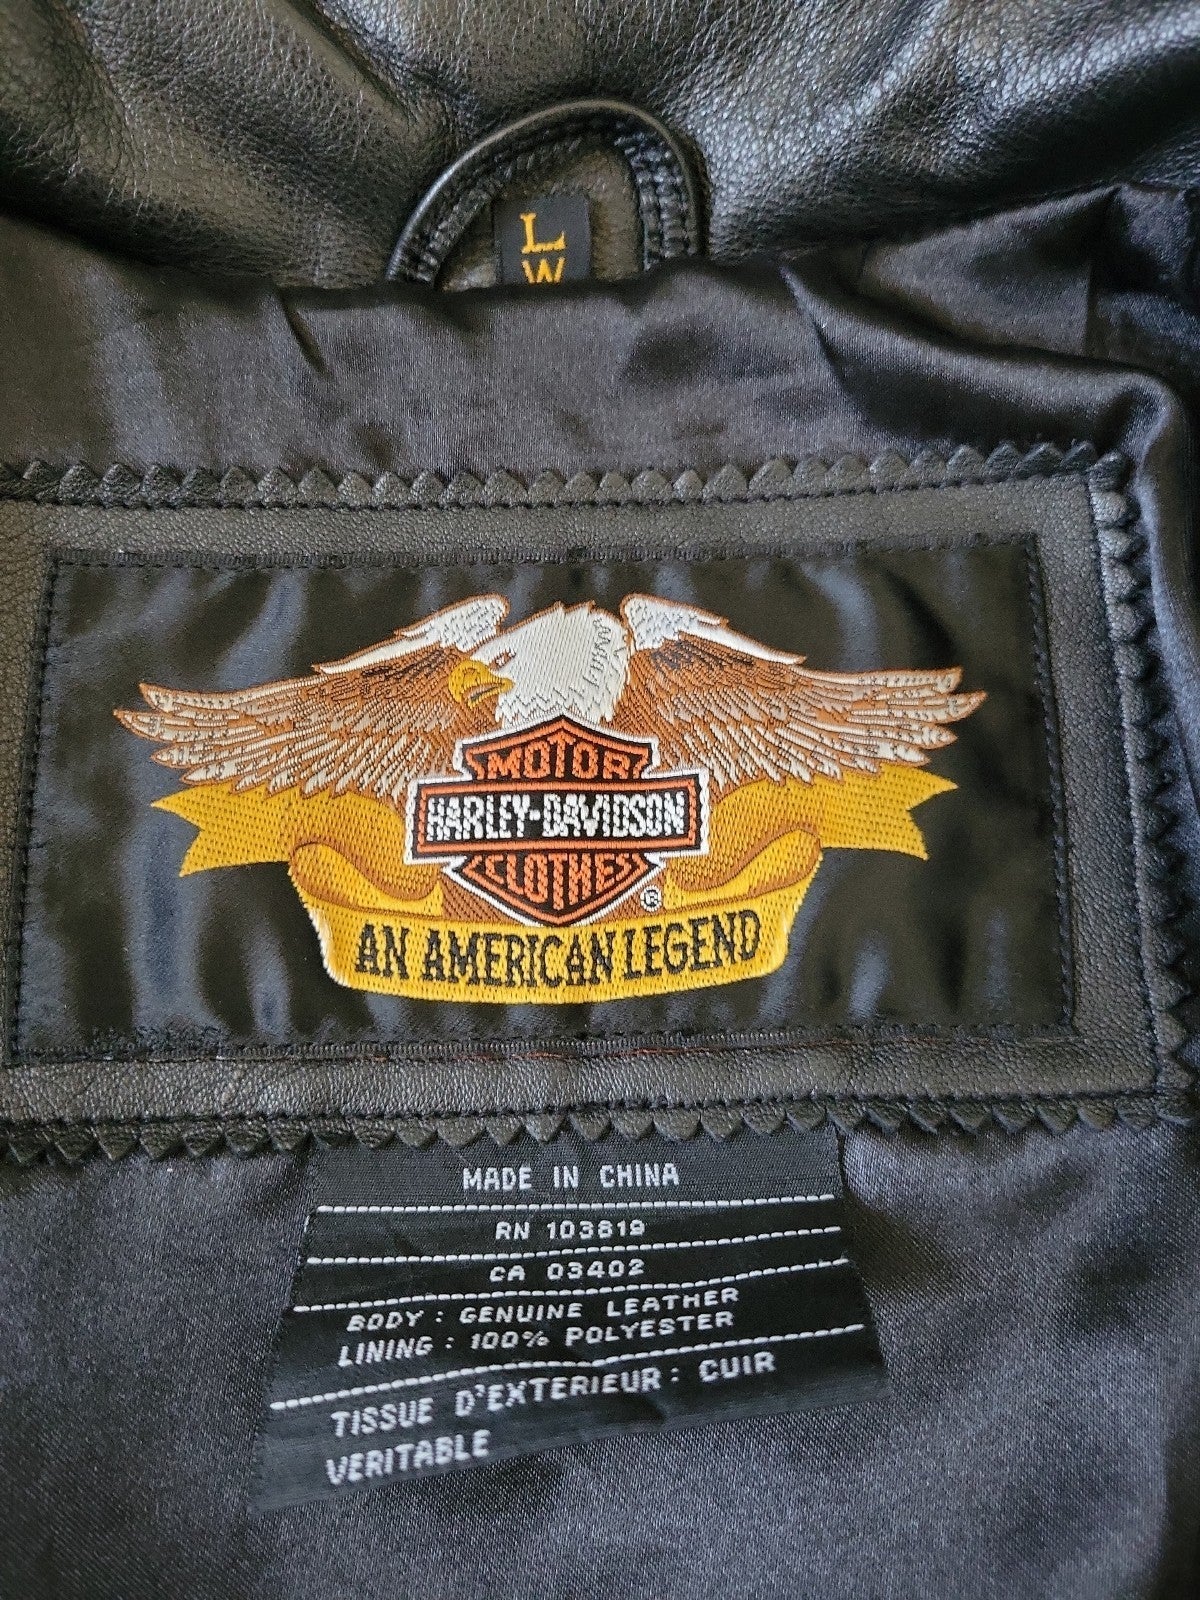 L
W
MOTOR
HARLEY-DAVIDSON
CLOTHES
®
AN AMERICAN LEGEND
MADE IN CHINA
RN 103819
CA 03402
BODY : GENUINE LEATHER
LINING : 100% POLYESTER
TISSUE D'EXTERIEUR : CUIR
VERITABLE